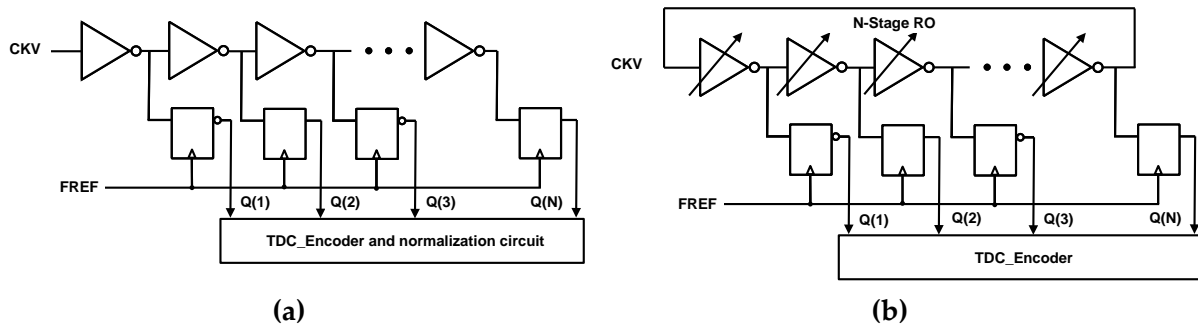 CKV
FREF
Q(1)
Q(2)
Q(3)
Q(N)
TDC_Encoder and normalization circuit
(a)
N-Stage RO
CKV
FREF
Q(1)
Q(2)
Q(3)
Q(N)
TDC_Encoder
(b)